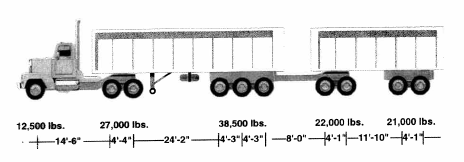 12,500 lbs. 27,000 lbs. 38,500 lbs. 22,000 lbs. 21,000 lbs.
14'-6" 4'-4" 24'-2" 4'-3" 4'-3" 8'-0" 4'-1" 11'-10" 4'-1"